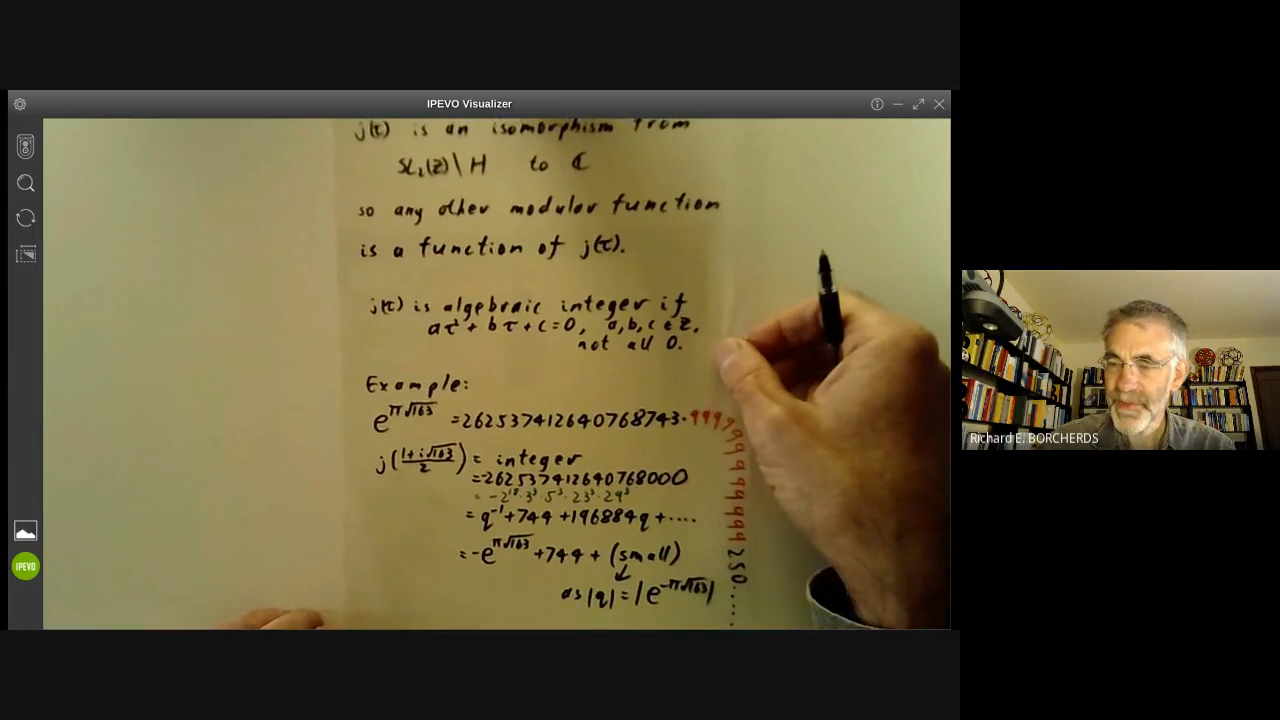 IPEVO Visualizer
j(τ) is an isomorphism from
SL₂(Z)\H to ℂ
so any other modular function
is a function of j(τ).
j(τ) is algebraic integer if
aτ²+bτ+c=0, a,b,c ∈ Z,
not all 0.
Example:
e^{π√163} =262537412640768743.999999999999250....
j((1+i√163)/2) = integer
=-262537412640768000
= -2¹⁸·3³·5³·23³·29³
= q⁻¹+744+196884q+....
=-e^{π√163}+744+(small)
as |q|=|e^{-π√163}|
IPEVO
Richard E. BORCHERDS